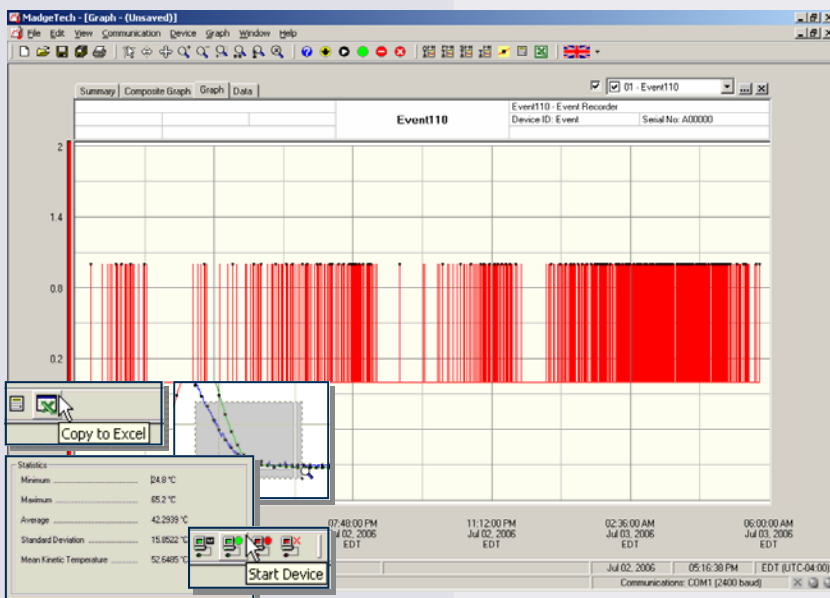 MadgeTech - [Graph - (Unsaved)]
File Edit View Communication Device Graph Window Help
Summary Composite Graph Graph Data
01 - Event110
Event110
Event110 - Event Recorder
Device ID: Event Serial No: A00000
2
1.4
0.8
0.2
Copy to Excel
Statistics
Minimum 24.8 °C
Maximum 65.2 °C
Average 42.2939 °C
Standard Deviation 15.8522 °C
Mean Kinetic Temperature 52.6485 °C
Start Device
07:48:00 PM
Jul 02, 2006
EDT
11:12:00 PM
Jul 02, 2006
EDT
02:36:00 AM
Jul 03, 2006
EDT
06:00:00 AM
Jul 03, 2006
EDT
Jul 02, 2006 05:16:38 PM EDT (UTC-04:00)
Communications: COM1 (2400 baud)